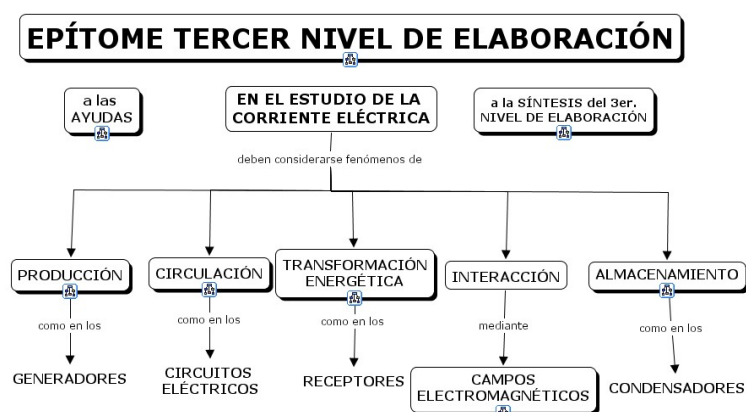 EPÍTOME TERCER NIVEL DE ELABORACIÓN
a las
AYUDAS
EN EL ESTUDIO DE LA
CORRIENTE ELÉCTRICA
a la SÍNTESIS del 3er.
NIVEL DE ELABORACIÓN
deben considerarse fenómenos de
PRODUCCIÓN
CIRCULACIÓN
TRANSFORMACIÓN
ENERGÉTICA
INTERACCIÓN
ALMACENAMIENTO
como en los
como en los
como en los
mediante
como en los
GENERADORES
CIRCUITOS
ELÉCTRICOS
RECEPTORES
CAMPOS
ELECTROMAGNÉTICOS
CONDENSADORES